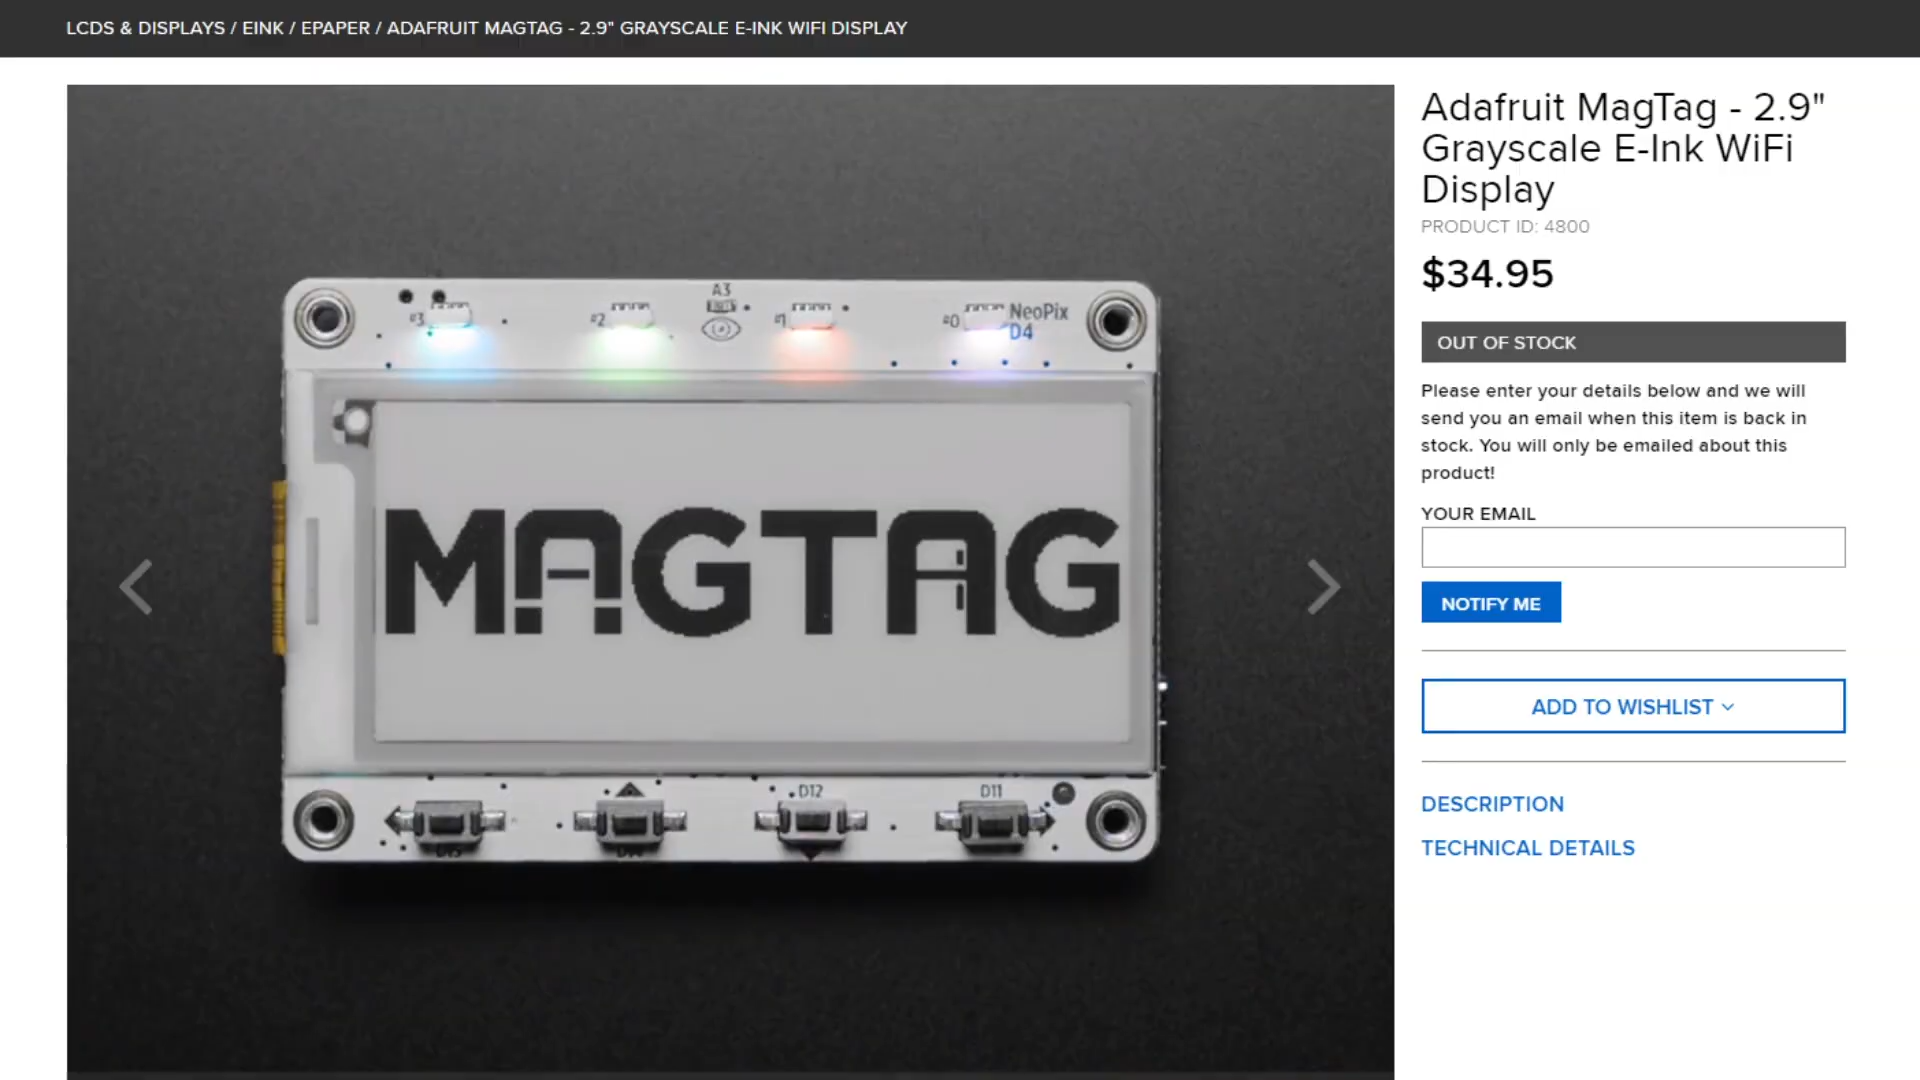 LCDS & DISPLAYS / EINK / EPAPER / ADAFRUIT MAGTAG - 2.9" GRAYSCALE E-INK WIFI DISPLAY
Adafruit MagTag - 2.9"
Grayscale E-Ink WiFi
Display
PRODUCT ID: 4800
$34.95
OUT OF STOCK
Please enter your details below and we will
send you an email when this item is back in
stock. You will only be emailed about this
product!
YOUR EMAIL
NOTIFY ME
ADD TO WISHLIST
DESCRIPTION
TECHNICAL DETAILS
A3
#3
#2
#1
#0
NeoPix
D4
MAGTAG
D12
D11